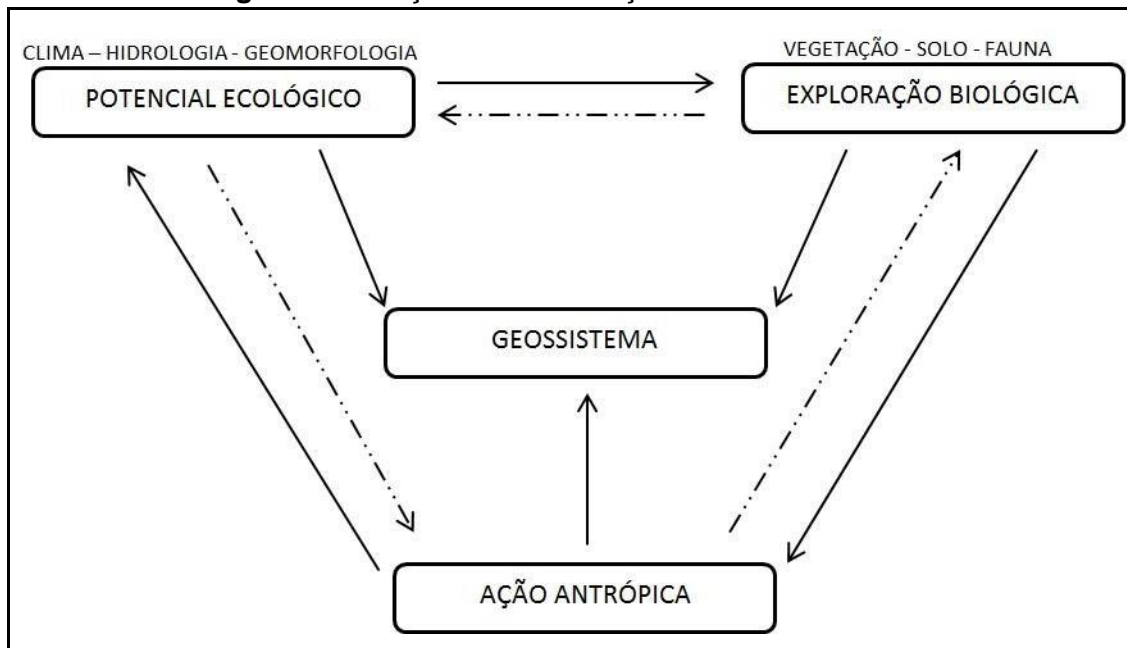 CLIMA – HIDROLOGIA - GEOMORFOLOGIA
POTENCIAL ECOLÓGICO
VEGETAÇÃO - SOLO - FAUNA
EXPLORAÇÃO BIOLÓGICA
GEOSSISTEMA
AÇÃO ANTRÓPICA